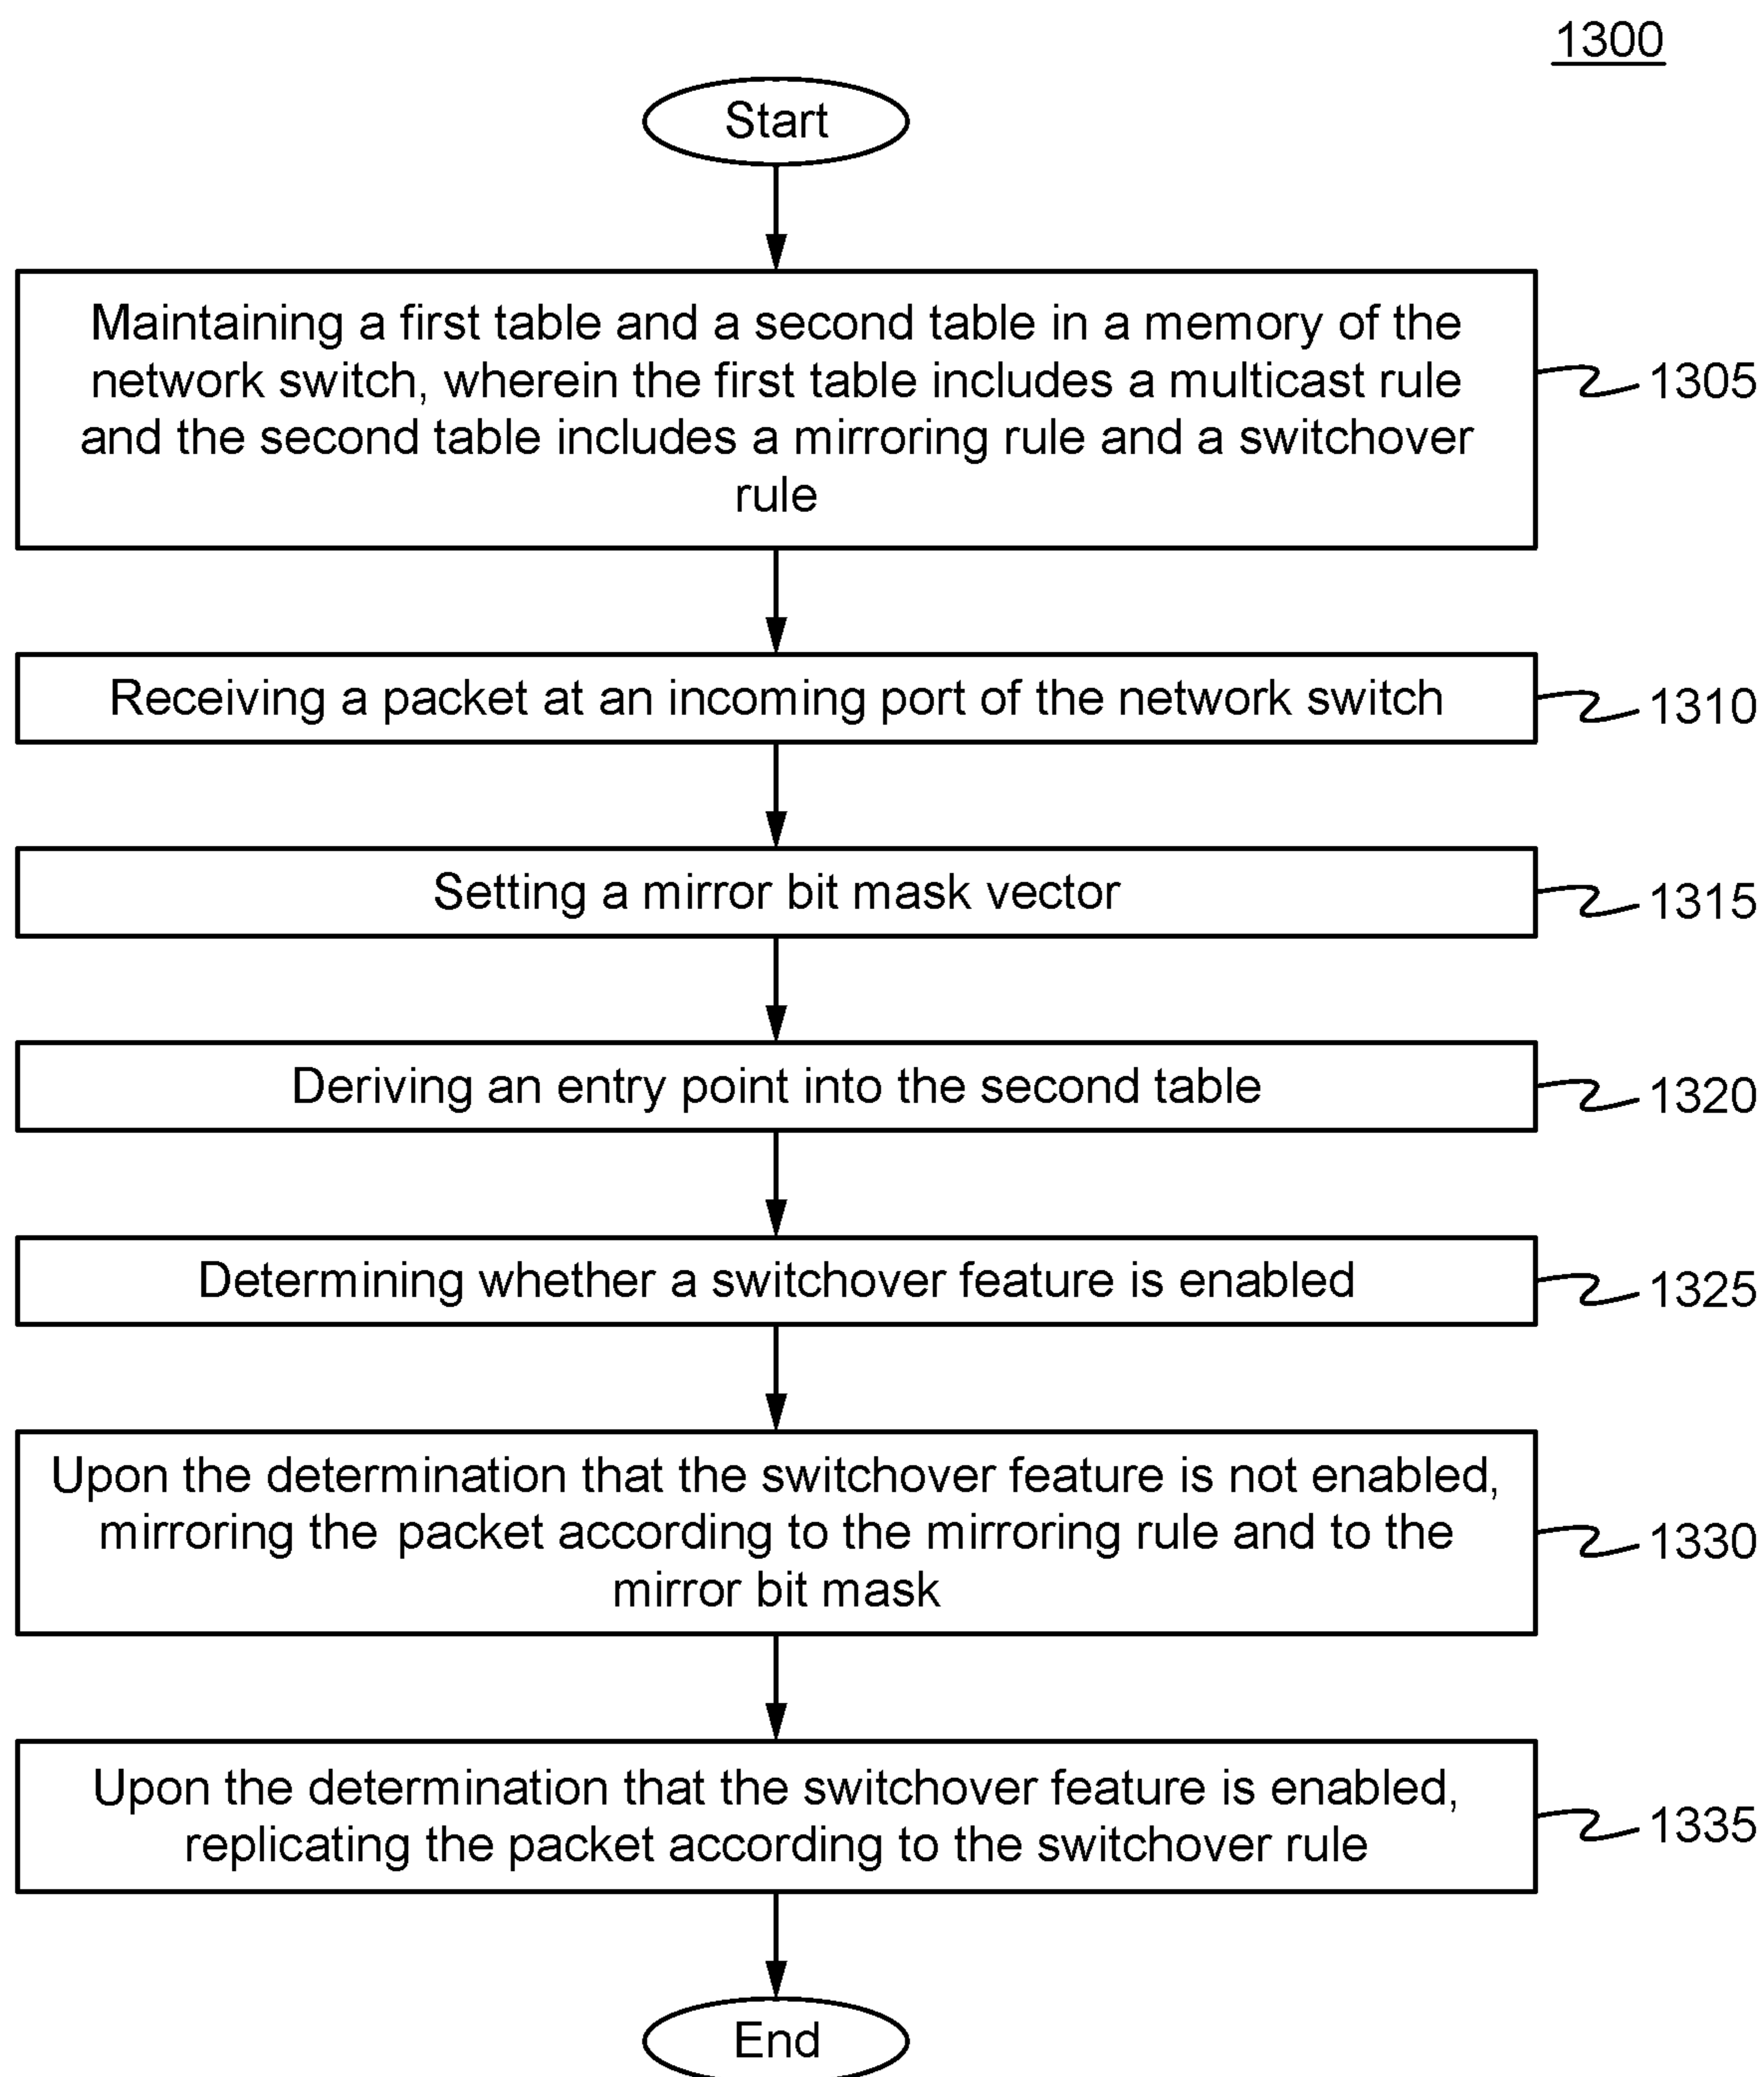 1300
Start
Maintaining a first table and a second table in a memory of the
network switch, wherein the first table includes a multicast rule
and the second table includes a mirroring rule and a switchover
rule
1305
Receiving a packet at an incoming port of the network switch
1310
Setting a mirror bit mask vector
1315
Deriving an entry point into the second table
1320
Determining whether a switchover feature is enabled
1325
Upon the determination that the switchover feature is not enabled,
mirroring the packet according to the mirroring rule and to the
mirror bit mask
1330
Upon the determination that the switchover feature is enabled,
replicating the packet according to the switchover rule
1335
End